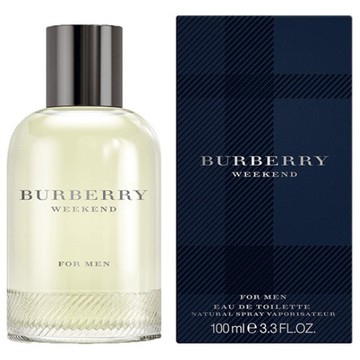 BURBERRY
WEEKEND
FOR MEN
BURBERRY
WEEKEND
FOR MEN
EAU DE TOILETTE
NATURAL SPRAY VAPORISATEUR
100 ml ℮ 3.3 FL.OZ.